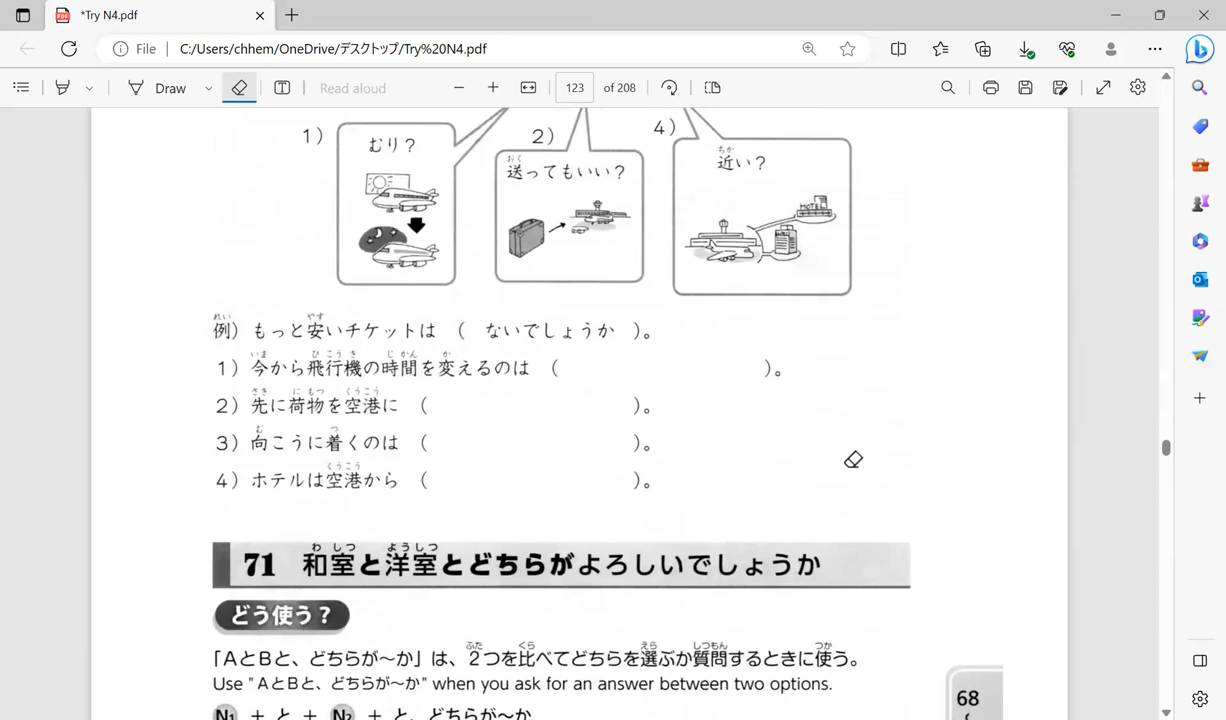 *Try N4.pdf
File C:/Users/chhem/OneDrive/デスクトップ/Try%20N4.pdf
Draw Read aloud 123 of 208
1) むり?
2) 送ってもいい?
4) 近い?
HOTEL
例) もっと安いチケットは ( ないでしょうか )。
1) 今から飛行機の時間を変えるのは ( )。
2) 先に荷物を空港に ( )。
3) 向こうに着くのは ( )。
4) ホテルは空港から ( )。
71 和室と洋室とどちらがよろしいでしょうか
どう使う?
「AとBと、どちらが〜か」は、2つを比べてどちらを選ぶか質問するときに使う。
Use "AとBと、どちらが〜か" when you ask for an answer between two options.
68
N1 + と + N2 + と、どちらが〜か